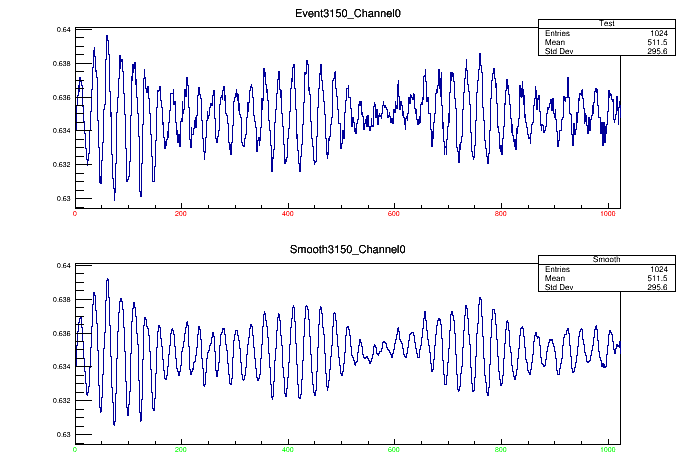 Event3150_Channel0
Test
Entries 1024
Mean 511.5
Std Dev 295.6
0.64
0.638
0.636
0.634
0.632
0.63
0 200 400 600 800 1000
Smooth3150_Channel0
Smooth
Entries 1024
Mean 511.5
Std Dev 295.6
0.64
0.638
0.636
0.634
0.632
0.63
0 200 400 600 800 1000